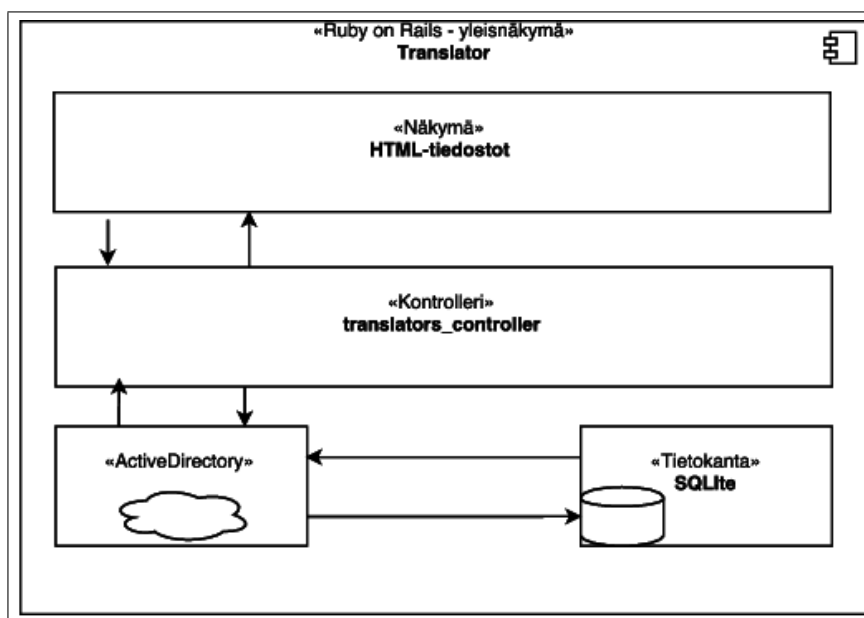 «Ruby on Rails - yleisnäkymä»
Translator
«Näkymä»
HTML-tiedostot
«Kontrolleri»
translators_controller
«ActiveDirectory»
«Tietokanta»
SQLite